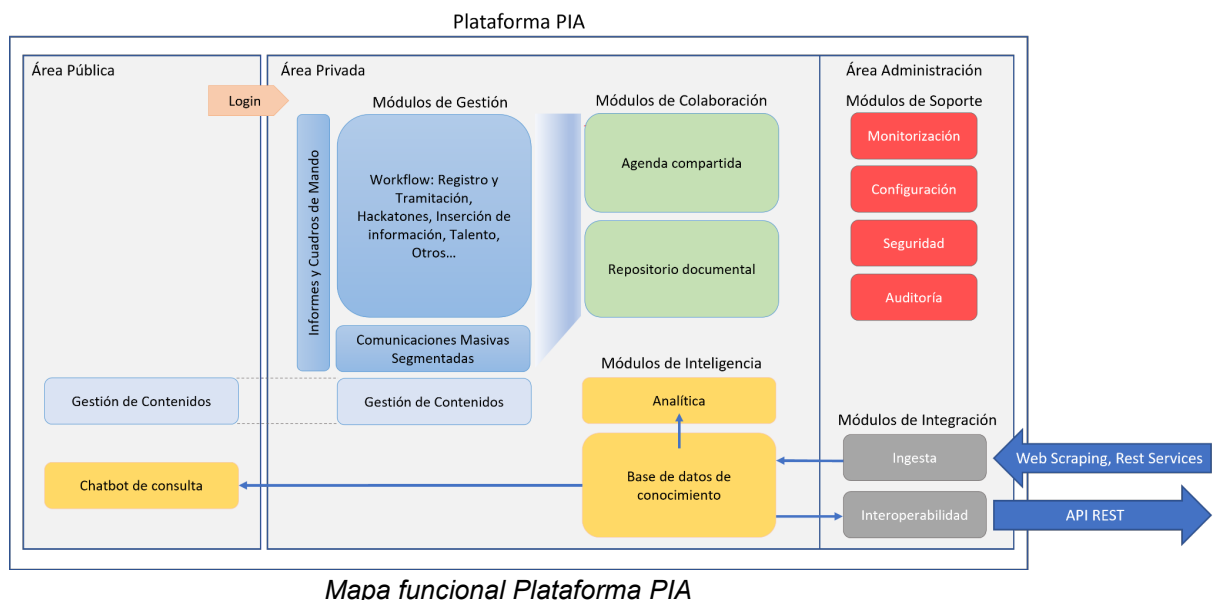 Plataforma PIA
Área Pública
Área Privada
Área Administración
Login
Módulos de Gestión
Módulos de Colaboración
Módulos de Soporte
Informes y Cuadros de Mando
Workflow: Registro y
Tramitación,
Hackatones, Inserción de
información, Talento,
Otros...
Agenda compartida
Repositorio documental
Monitorización
Configuración
Seguridad
Auditoría
Comunicaciones Masivas
Segmentadas
Módulos de Inteligencia
Gestión de Contenidos
Gestión de Contenidos
Analítica
Módulos de Integración
Chatbot de consulta
Base de datos de
conocimiento
Ingesta
Web Scraping, Rest Services
Interoperabilidad
API REST
Mapa funcional Plataforma PIA